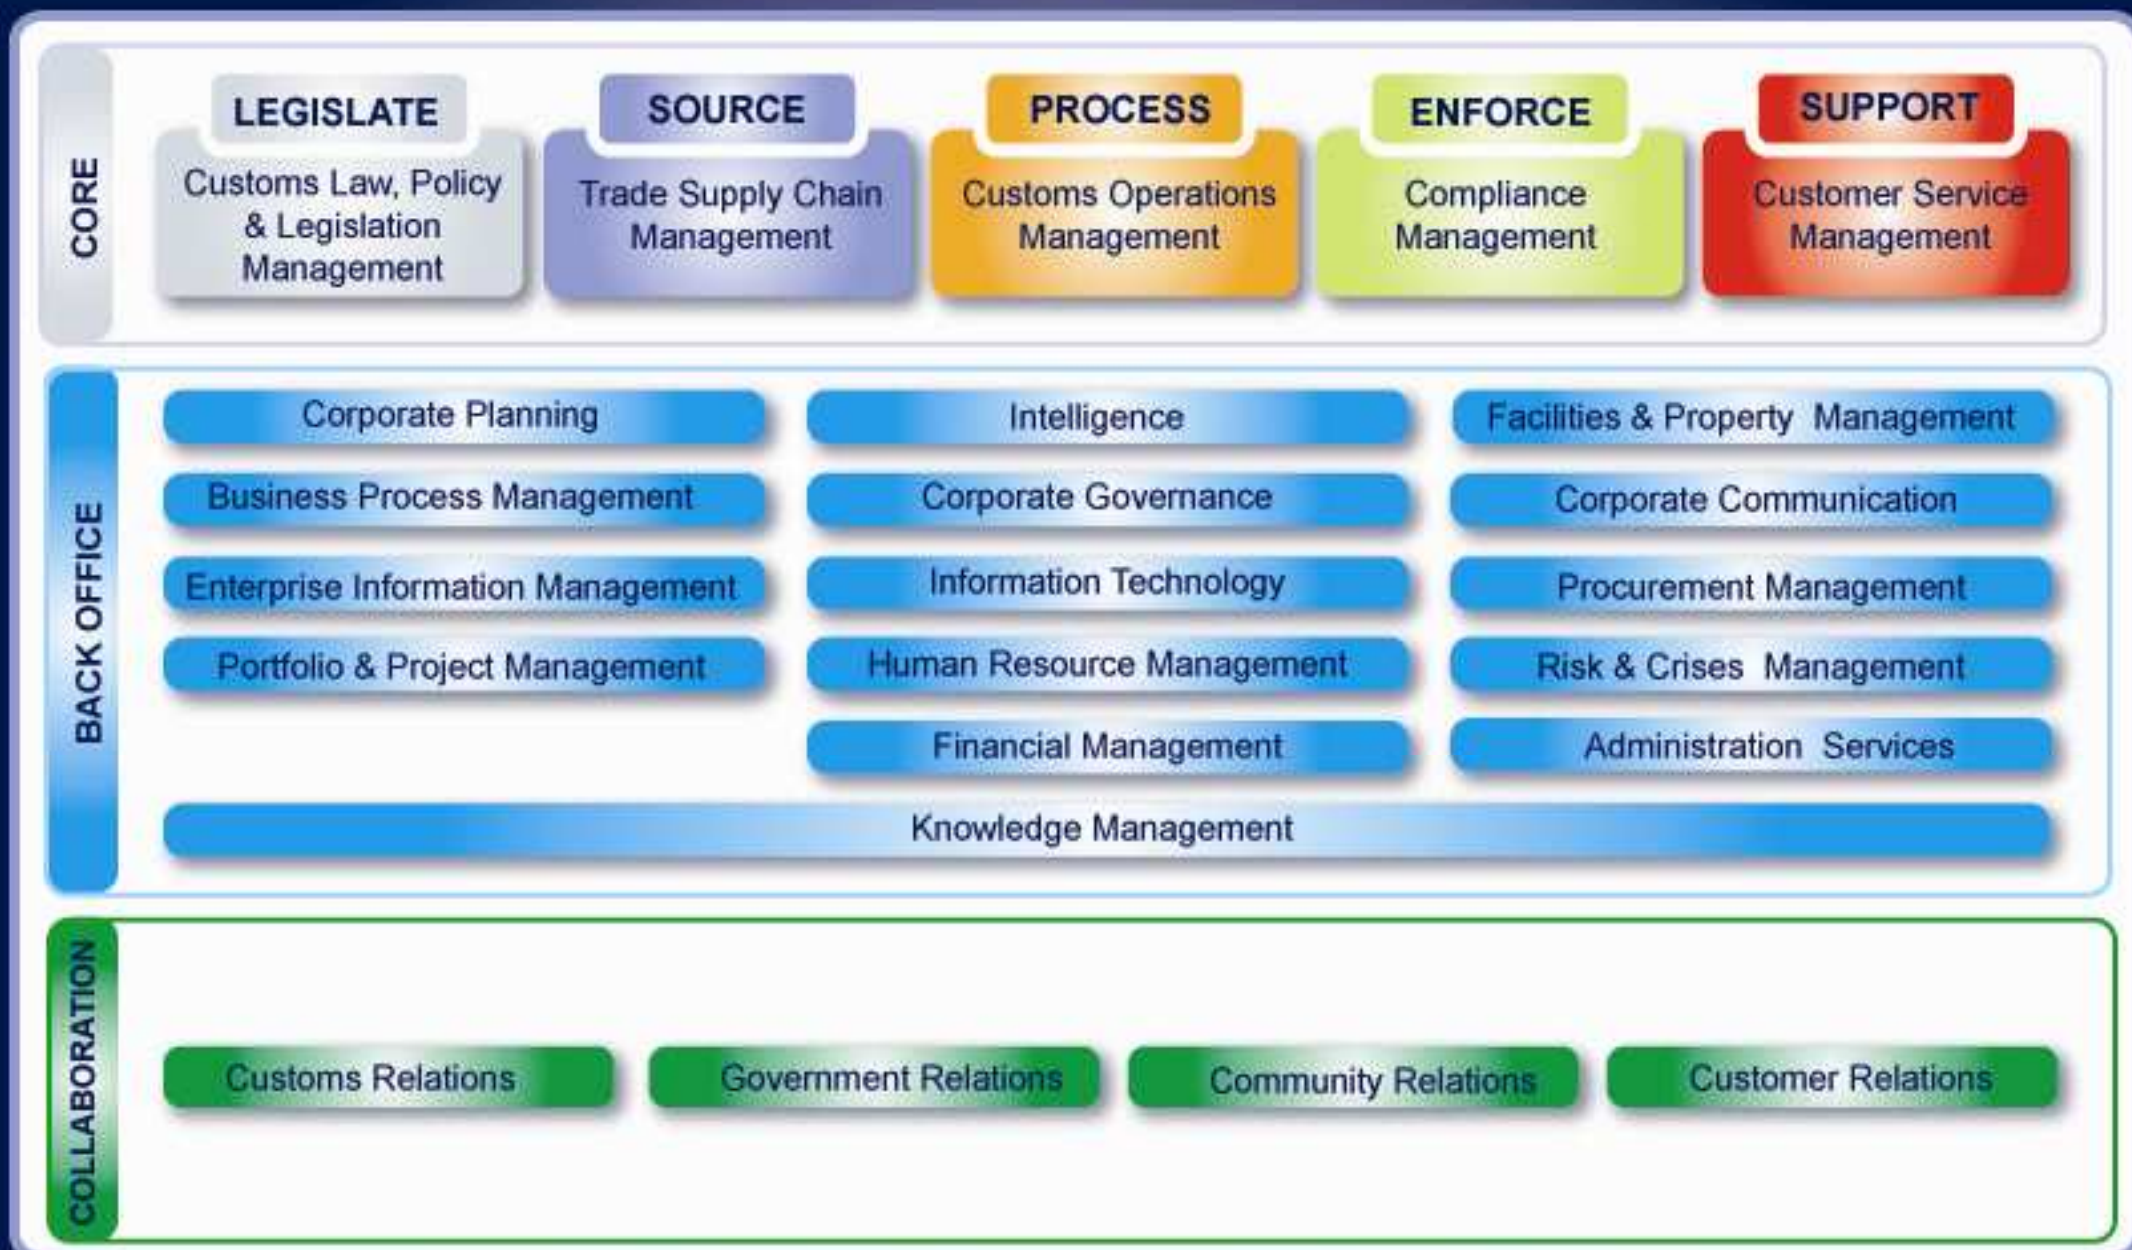 CORE
LEGISLATE
Customs Law, Policy
& Legislation
Management
SOURCE
Trade Supply Chain
Management
PROCESS
Customs Operations
Management
ENFORCE
Compliance
Management
SUPPORT
Customer Service
Management
BACK OFFICE
Corporate Planning
Business Process Management
Enterprise Information Management
Portfolio & Project Management
Intelligence
Corporate Governance
Information Technology
Human Resource Management
Financial Management
Facilities & Property Management
Corporate Communication
Procurement Management
Risk & Crises Management
Administration Services
Knowledge Management
COLLABORATION
Customs Relations
Government Relations
Community Relations
Customer Relations